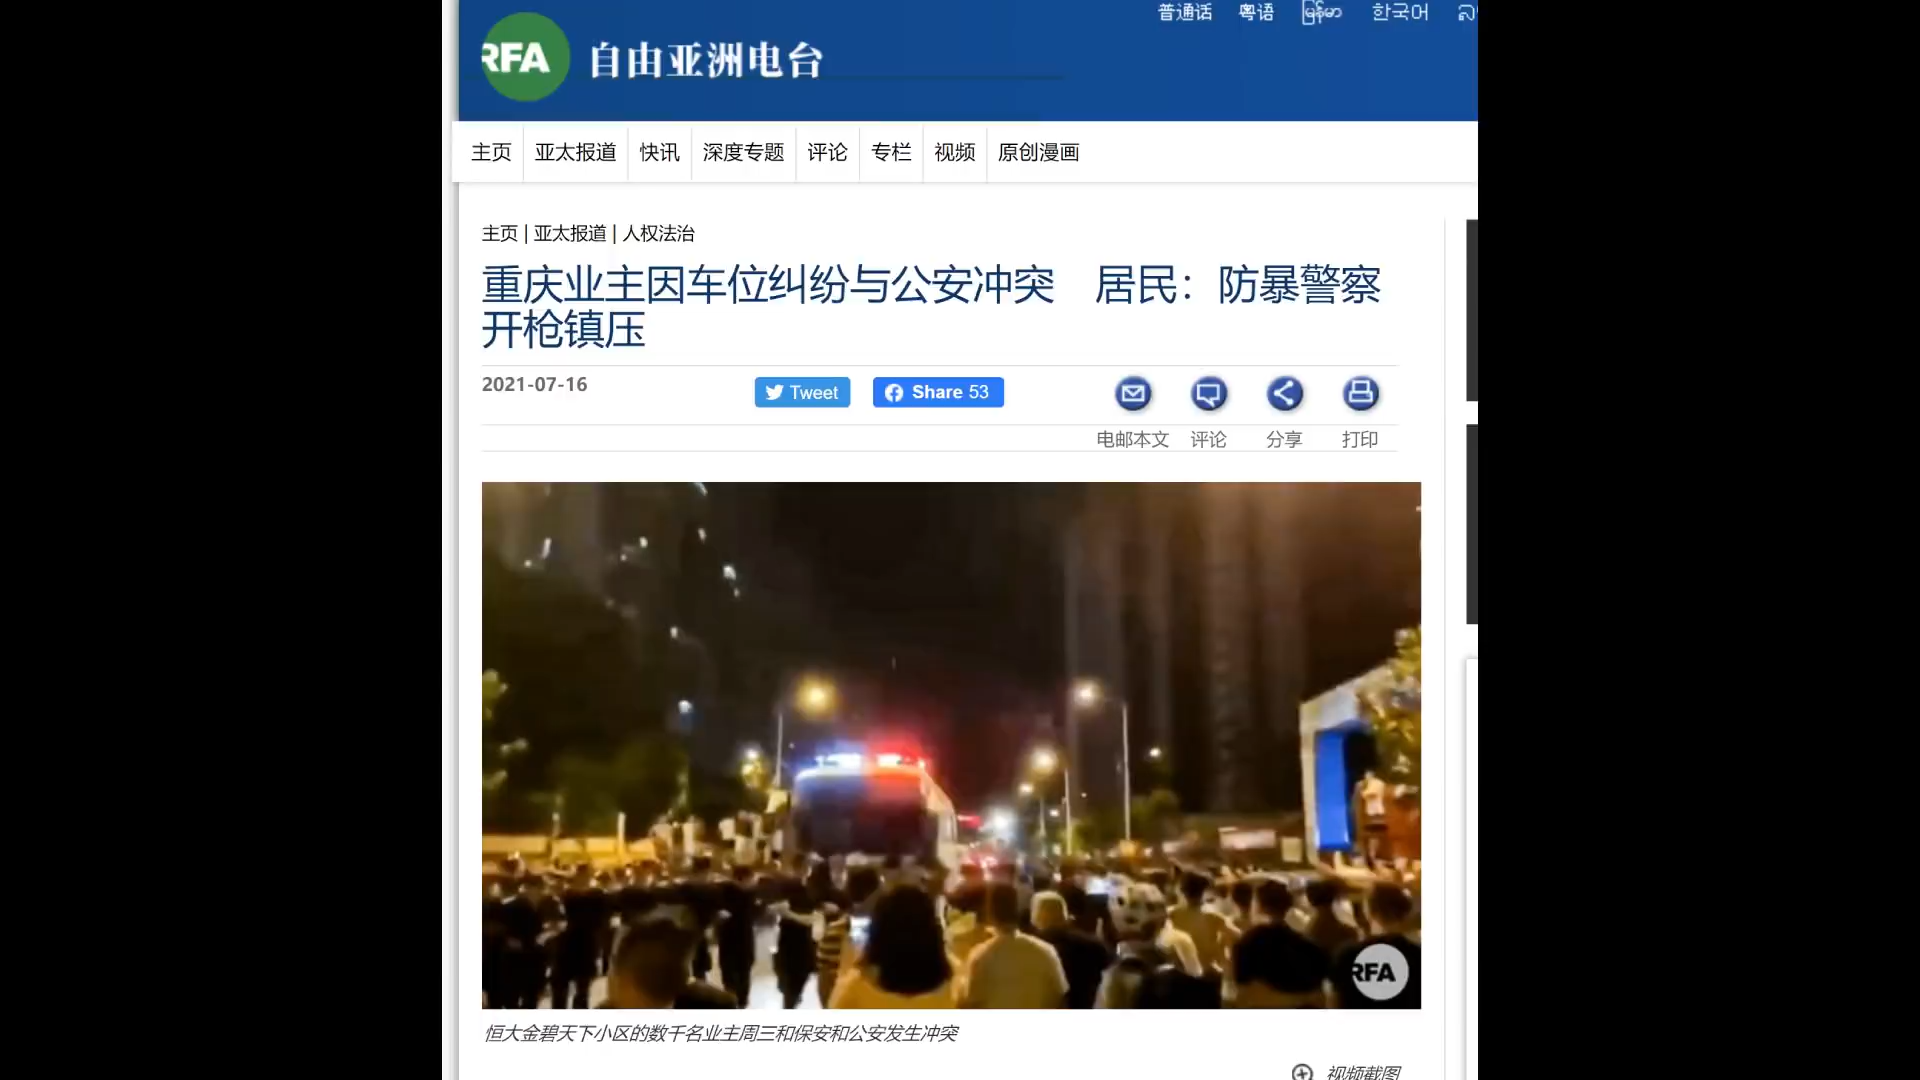 普通话 粤语 မြန်မာ 한국어
RFA 自由亚洲电台
主页 亚太报道 快讯 深度专题 评论 专栏 视频 原创漫画
主页 | 亚太报道 | 人权法治
重庆业主因车位纠纷与公安冲突 居民：防暴警察
开枪镇压
2021-07-16
Tweet Share 53
电邮本文 评论 分享 打印
RFA
恒大金碧天下小区的数千名业主周三和保安和公安发生冲突
视频截图